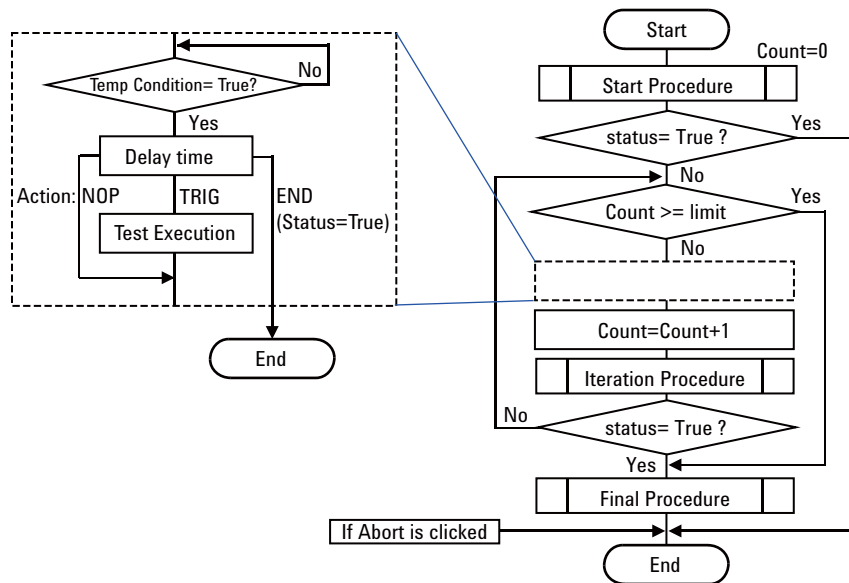 Temp Condition= True?
No
Yes
Delay time
Action: NOP
TRIG
END
(Status=True)
Test Execution
End
Start
Count=0
Start Procedure
status= True ?
Yes
No
Count >= limit
Yes
No
Count=Count+1
Iteration Procedure
No
status= True ?
Yes
Final Procedure
If Abort is clicked
End